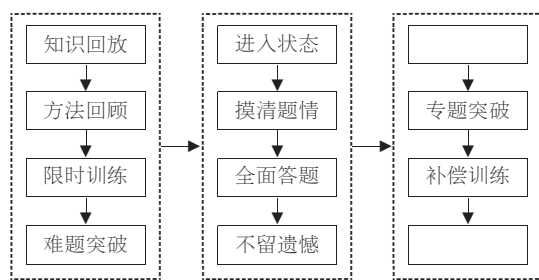 知识回放
方法回顾
限时训练
难题突破
进入状态
摸清题情
全面答题
不留遗憾
专题突破
补偿训练